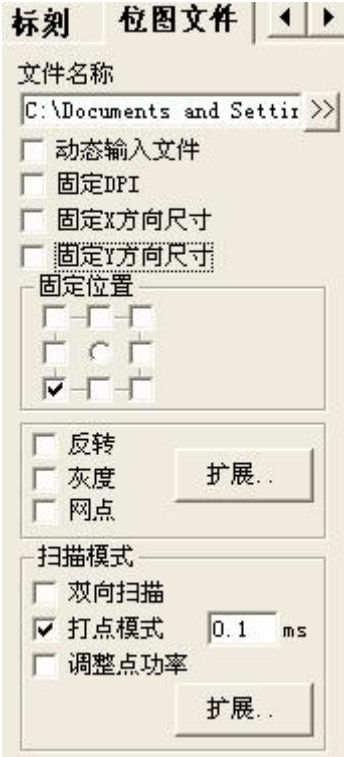 标刻 位图文件
文件名称
C:\Documents and Settir >>
动态输入文件
固定DPI
固定X方向尺寸
固定Y方向尺寸
固定位置
反转
灰度
扩展..
网点
扫描模式
双向扫描
打点模式 0.1 ms
调整点功率
扩展..